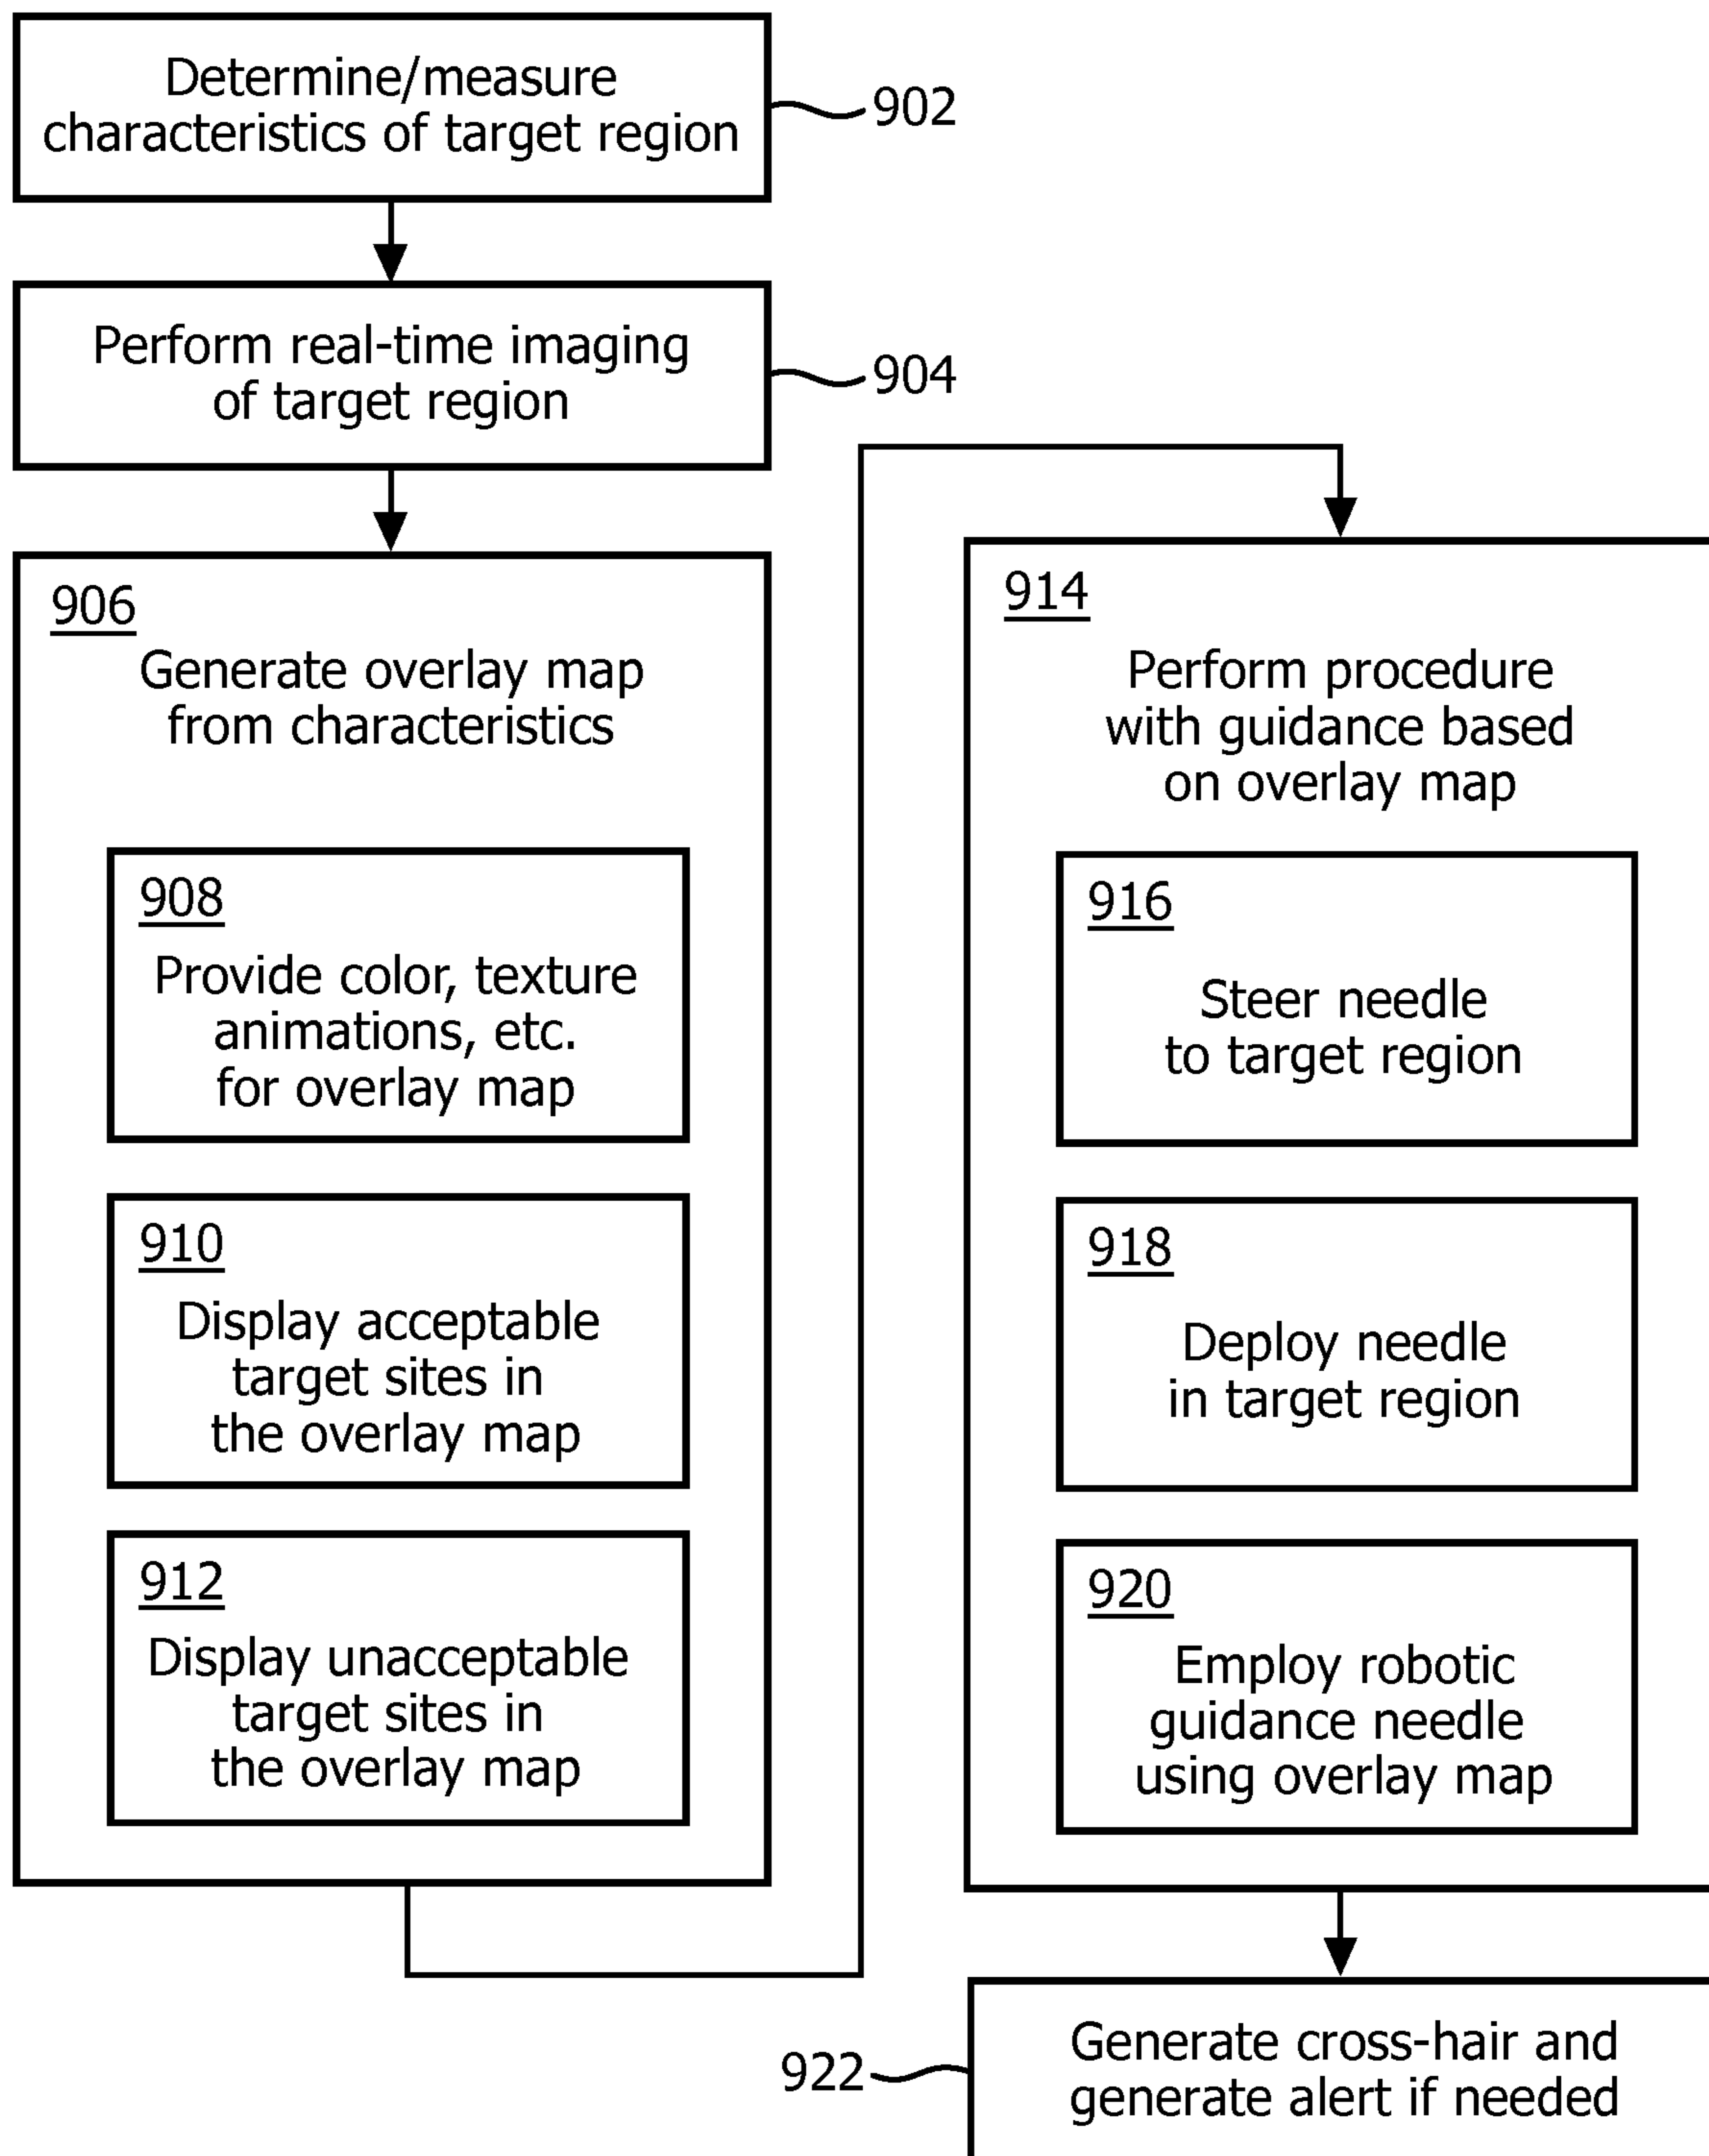 Determine/measure
characteristics of target region
902
Perform real-time imaging
of target region
904
906
Generate overlay map
from characteristics
908
Provide color, texture
animations, etc.
for overlay map
910
Display acceptable
target sites in
the overlay map
912
Display unacceptable
target sites in
the overlay map
914
Perform procedure
with guidance based
on overlay map
916
Steer needle
to target region
918
Deploy needle
in target region
920
Employ robotic
guidance needle
using overlay map
922
Generate cross-hair and
generate alert if needed